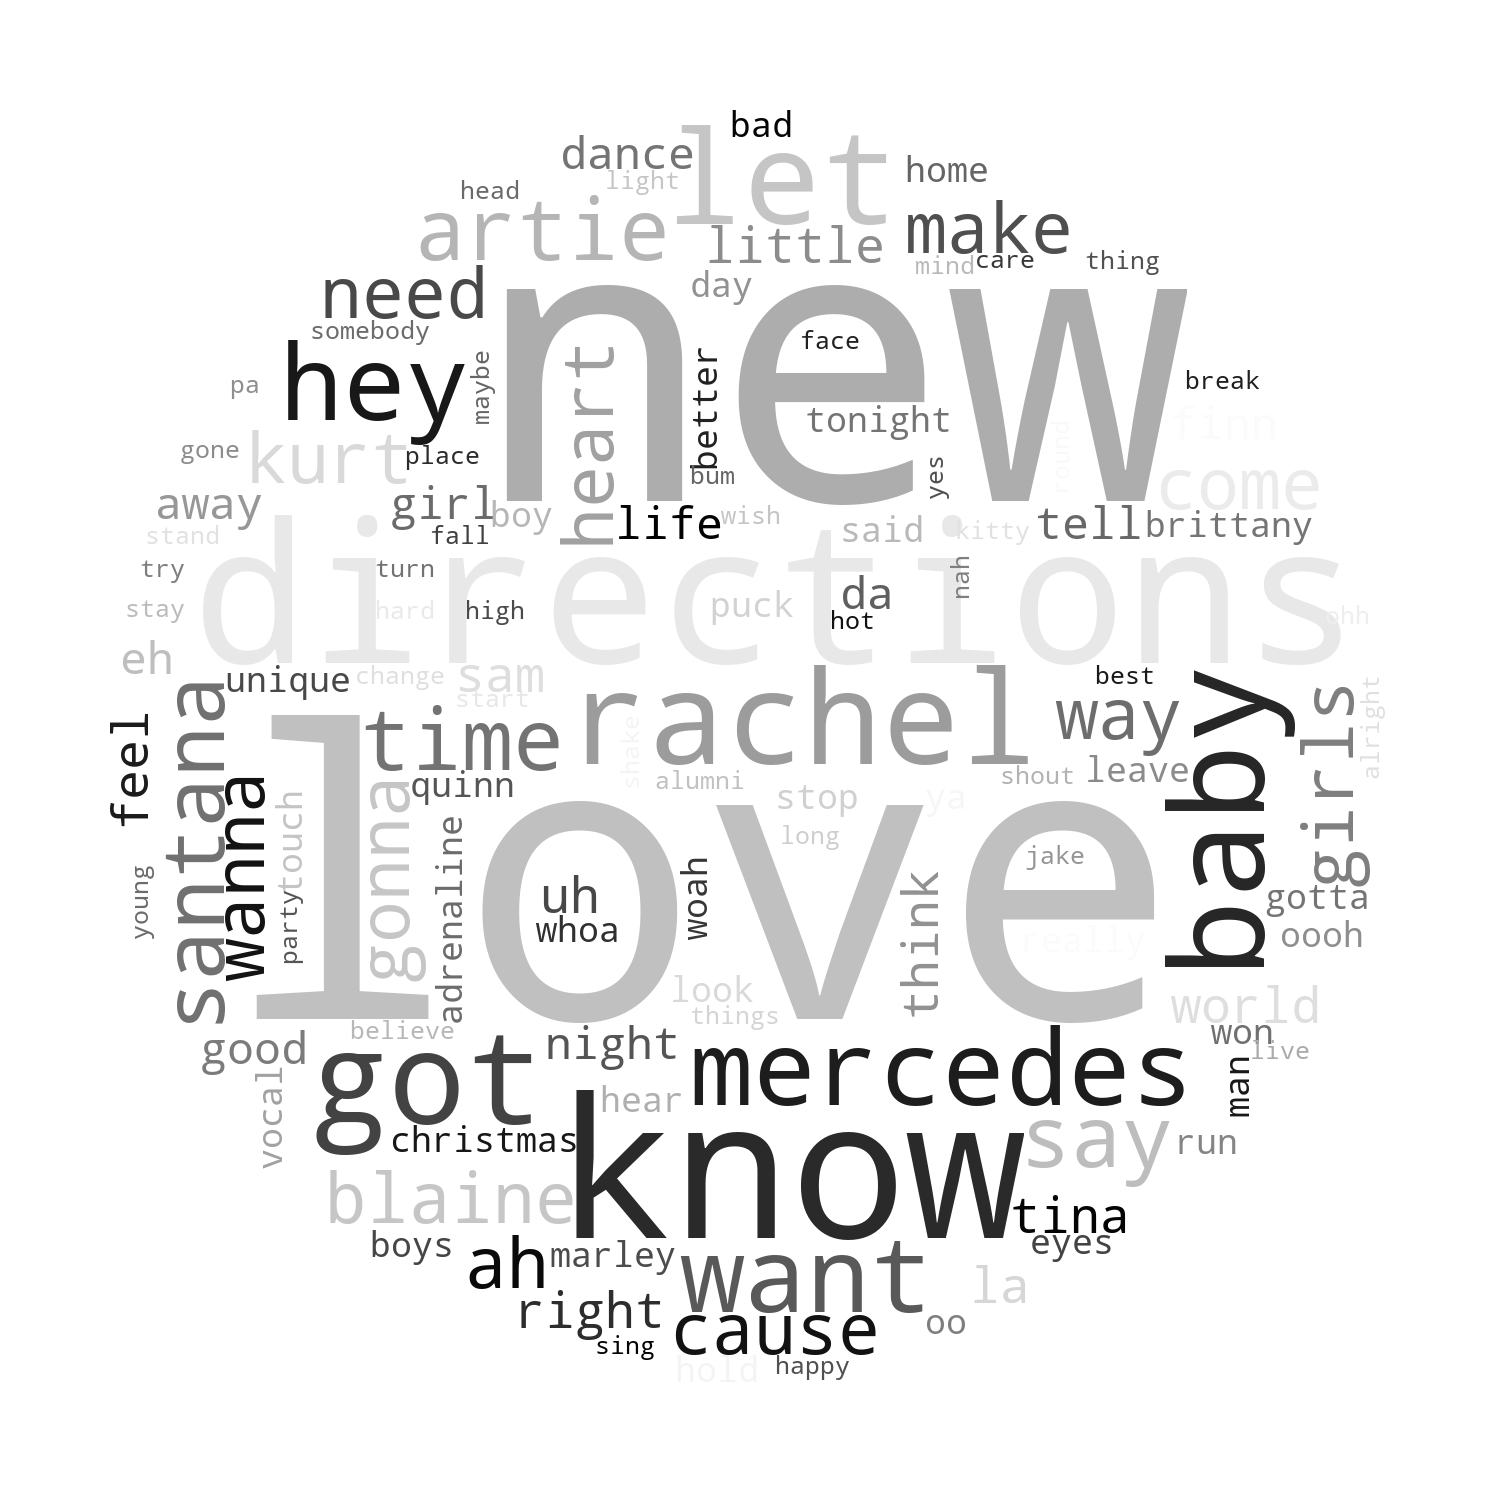 bad
dance
let
light
home
head
artie
make
little
mind
care
thing
need
day
new
somebody
face
hey
heart
better
maybe
break
pa
tonight
finn
round
kurt
gone
place
yes
come
bum
away
girl
boy
life
wish
said
kitty
tell
brittany
stand
fall
directions
try
turn
nah
stay
hard
high
puck
da
hot
ohh
eh
unique
change
sam
start
rachel
best
way
baby
girls
alright
feel
santana
time
wanna
love
quinn
shake
alumni
stop
shout
leave
ya
gonna
touch
party
young
adrenaline
long
jake
uh
whoa
woah
think
really
gotta
oooh
look
things
world
believe
good
got
night
mercedes
won
live
man
vocal
hear
know
christmas
say
run
blaine
tina
boys
eyes
ah
marley
want
la
right
cause
oo
sing
hold
happy